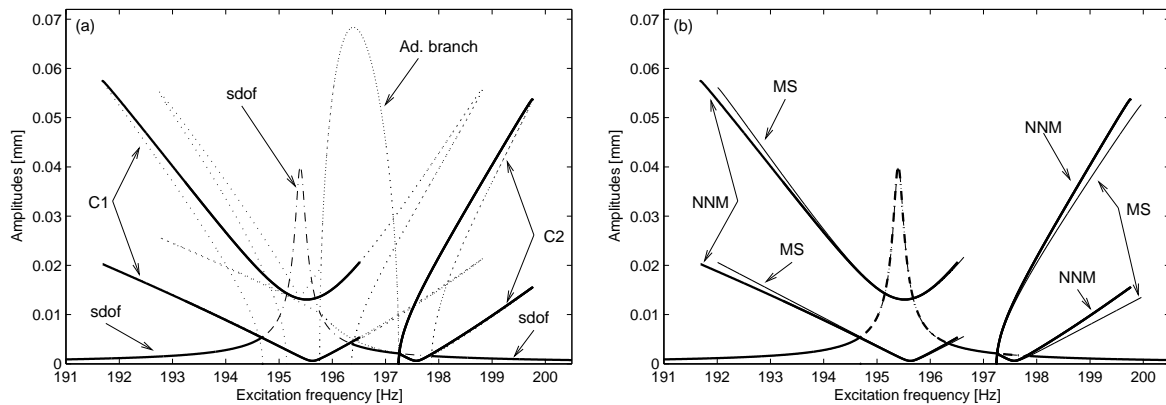 (a)
0.07
0.06
0.05
0.04
0.03
0.02
0.01
0
Amplitudes [mm]
Ad. branch
sdof
C1
C2
sdof
sdof
191 192 193 194 195 196 197 198 199 200
Excitation frequency [Hz]
(b)
0.07
0.06
0.05
0.04
0.03
0.02
0.01
0
Amplitudes [mm]
MS
NNM
NNM
MS
MS
NNM
191 192 193 194 195 196 197 198 199 200
Excitation frequency [Hz]